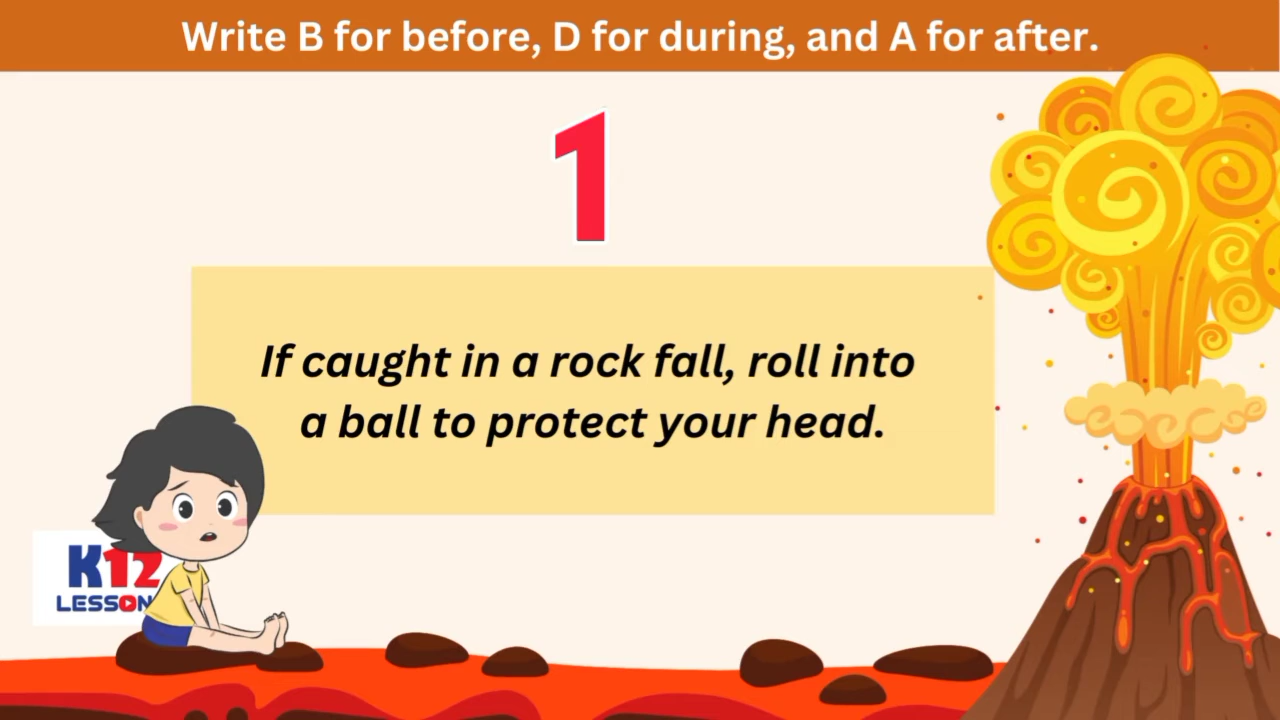 Write B for before, D for during, and A for after.
1
If caught in a rock fall, roll into
a ball to protect your head.
K12
LESSON